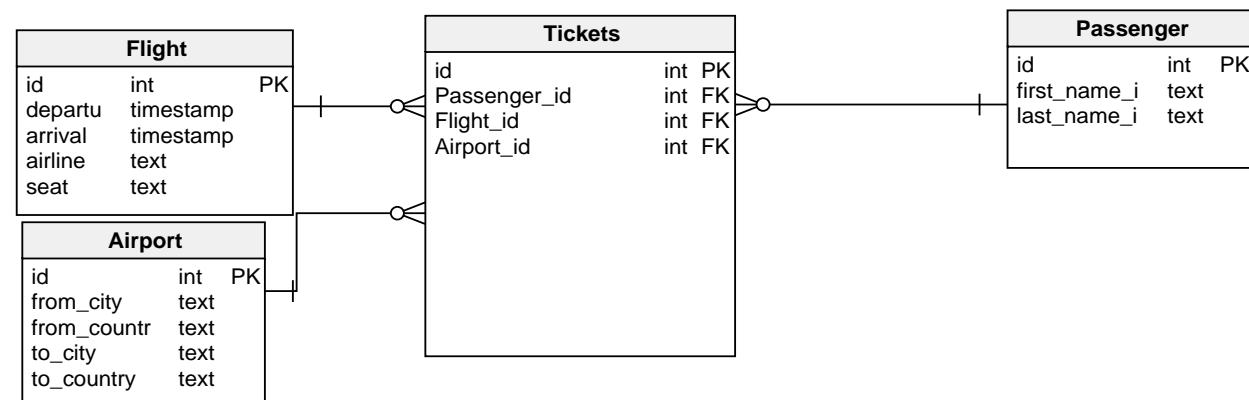 Flight
id int PK
departu timestamp
arrival timestamp
airline text
seat text
Airport
id int PK
from_city text
from_countr text
to_city text
to_country text
Tickets
id int PK
Passenger_id int FK
Flight_id int FK
Airport_id int FK
Passenger
id int PK
first_name_i text
last_name_i text